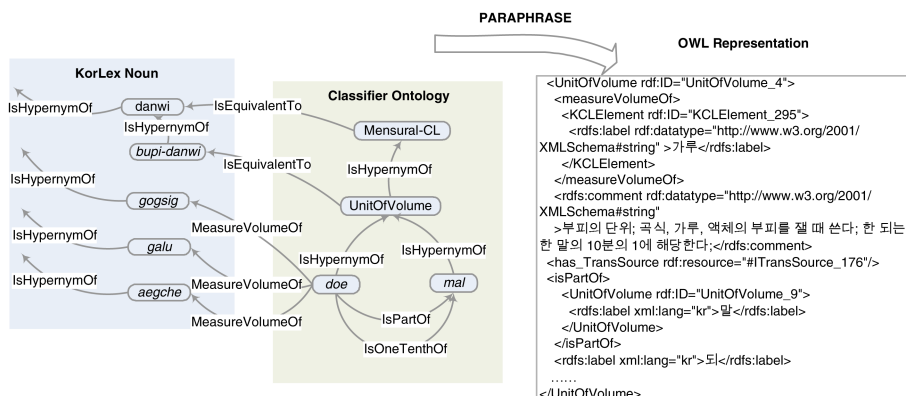 PARAPHRASE
OWL Representation
KorLex Noun
Classifier Ontology
IsHypernymOf
danwi
IsEquivalentTo
Mensural-CL
IsHypernymOf
bupi-danwi
IsEquivalentTo
IsHypernymOf
IsHypernymOf
gogsig
UnitOfVolume
MeasureVolumeOf
IsHypernymOf
galu
IsHypernymOf
IsHypernymOf
IsHypernymOf
MeasureVolumeOf
doe
mal
aegche
MeasureVolumeOf
IsPartOf
IsOneTenthOf
<UnitOfVolume rdf:ID="UnitOfVolume_4">
<measureVolumeOf>
<KCLElement rdf:ID="KCLElement_295">
<rdfs:label rdf:datatype="http://www.w3.org/2001/
XMLSchema#string" >가루</rdfs:label>
</KCLElement>
</measureVolumeOf>
<rdfs:comment rdf:datatype="http://www.w3.org/2001/
XMLSchema#string"
>부피의 단위; 곡식, 가루, 액체의 부피를 잴 때 쓴다; 한 되는
한 말의 10분의 1에 해당한다;</rdfs:comment>
<has_TransSource rdf:resource="#ITransSource_176"/>
<isPartOf>
<UnitOfVolume rdf:ID="UnitOfVolume_9">
<rdfs:label xml:lang="kr">말</rdfs:label>
</UnitOfVolume>
</isPartOf>
<rdfs:label xml:lang="kr">되</rdfs:label>
......
</UnitOfVolume>